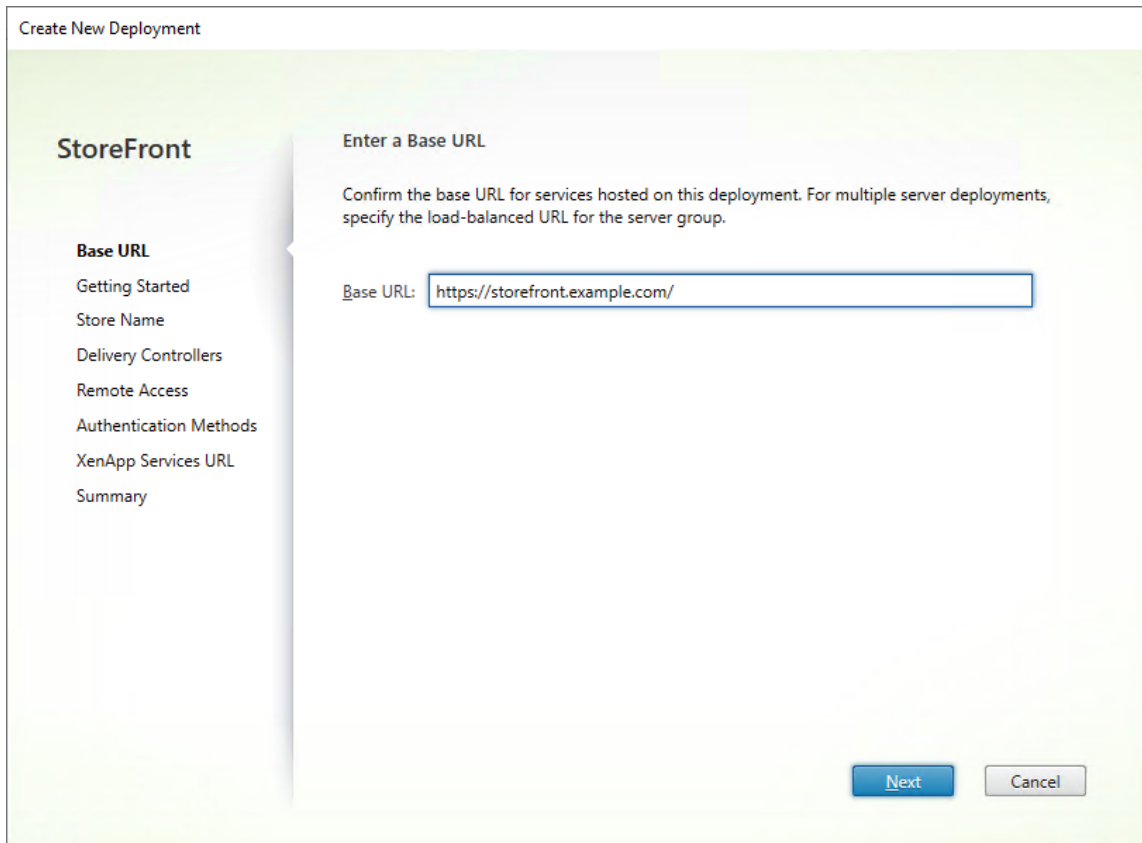 Create New Deployment
StoreFront
Base URL
Getting Started
Store Name
Delivery Controllers
Remote Access
Authentication Methods
XenApp Services URL
Summary
Enter a Base URL
Confirm the base URL for services hosted on this deployment. For multiple server deployments,
specify the load-balanced URL for the server group.
Base URL: https://storefront.example.com/
Next Cancel